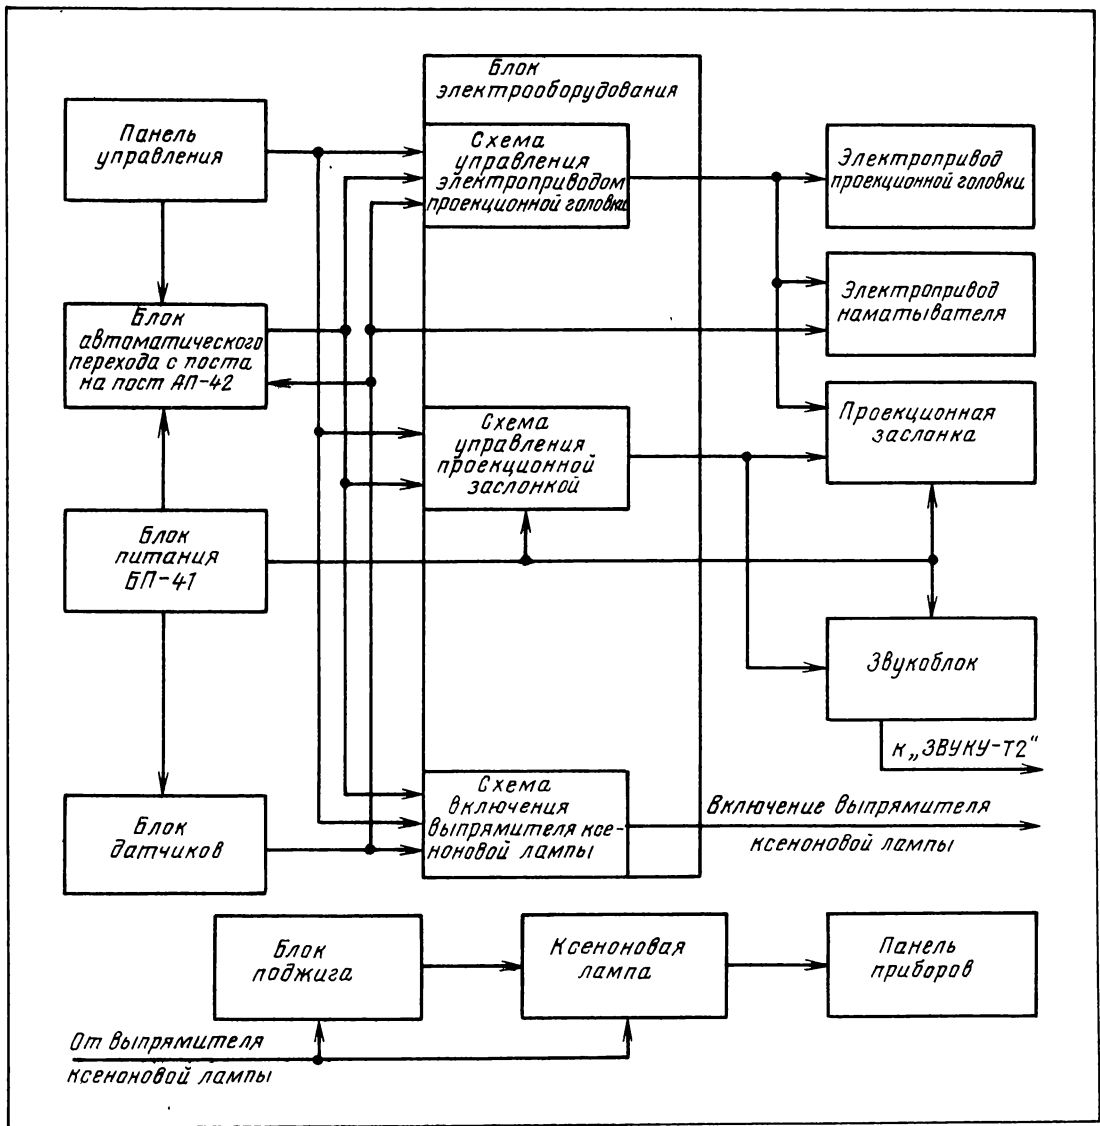 Блок
электрооборудования
Панель
управления
Схема
управления
электроприводом
проекционной головки
Электропривод
проекционной головки
Блок
автоматического
перехода с поста
на пост АП-42
Электропривод
наматывателя
Схема
управления
проекционной
заслонкой
Проекционная
заслонка
Блок
питания
БП-41
Звукоблок
к „ЗВУКУ-Т2"
Блок
датчиков
Схема
включения
выпрямителя ксе-
ноновой лампы
Включение выпрямителя
ксеноновой лампы
Блок
поджига
Ксеноновая
лампа
Панель
приборов
От выпрямителя
ксеноновой лампы